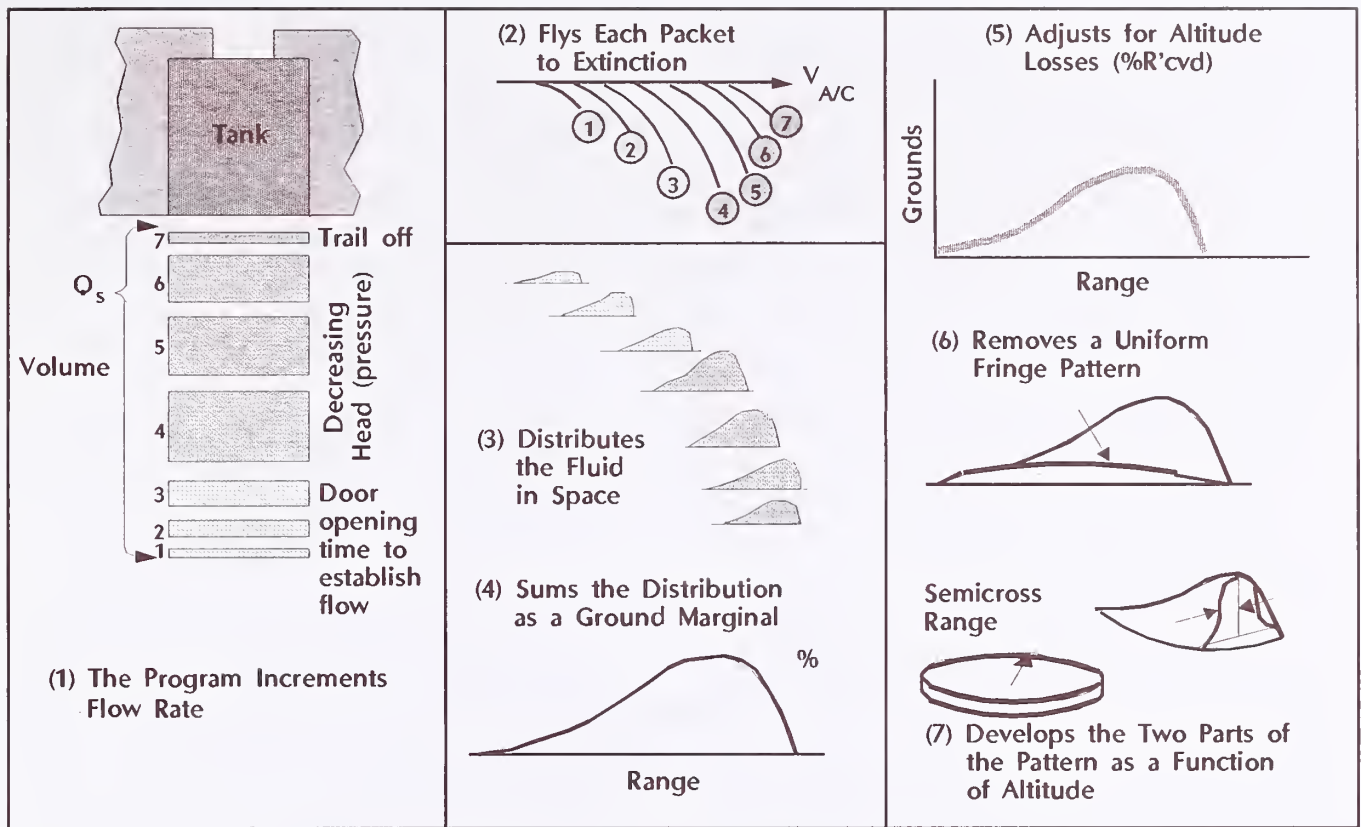 Tank
7
Trail off
Qs
6
5
Volume
Decreasing
Head (pressure)
4
3
Door
opening
2
time to
1
establish
flow
(1) The Program Increments
Flow Rate
(2) Flys Each Packet
to Extinction
V A/C
1
2
3
4
5
6
7
(3) Distributes
the Fluid
in Space
(4) Sums the Distribution
as a Ground Marginal
%
Range
(5) Adjusts for Altitude
Losses (%R'cvd)
Grounds
Range
(6) Removes a Uniform
Fringe Pattern
Semicross
Range
(7) Develops the Two Parts of
the Pattern as a Function
of Altitude